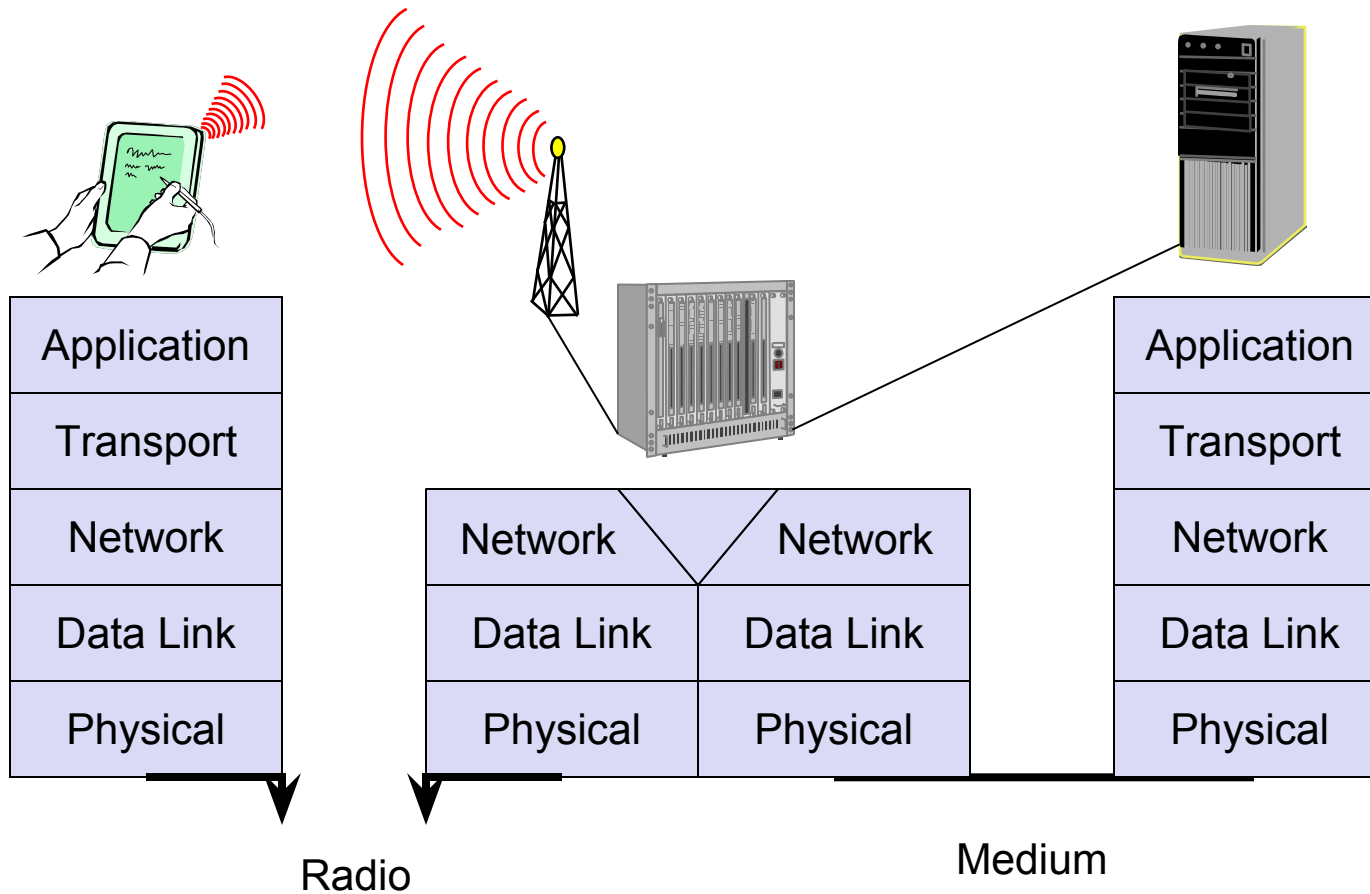 Application
Transport
Network
Data Link
Physical
Network
Data Link
Physical
Network
Data Link
Physical
Application
Transport
Network
Data Link
Physical
Radio
Medium